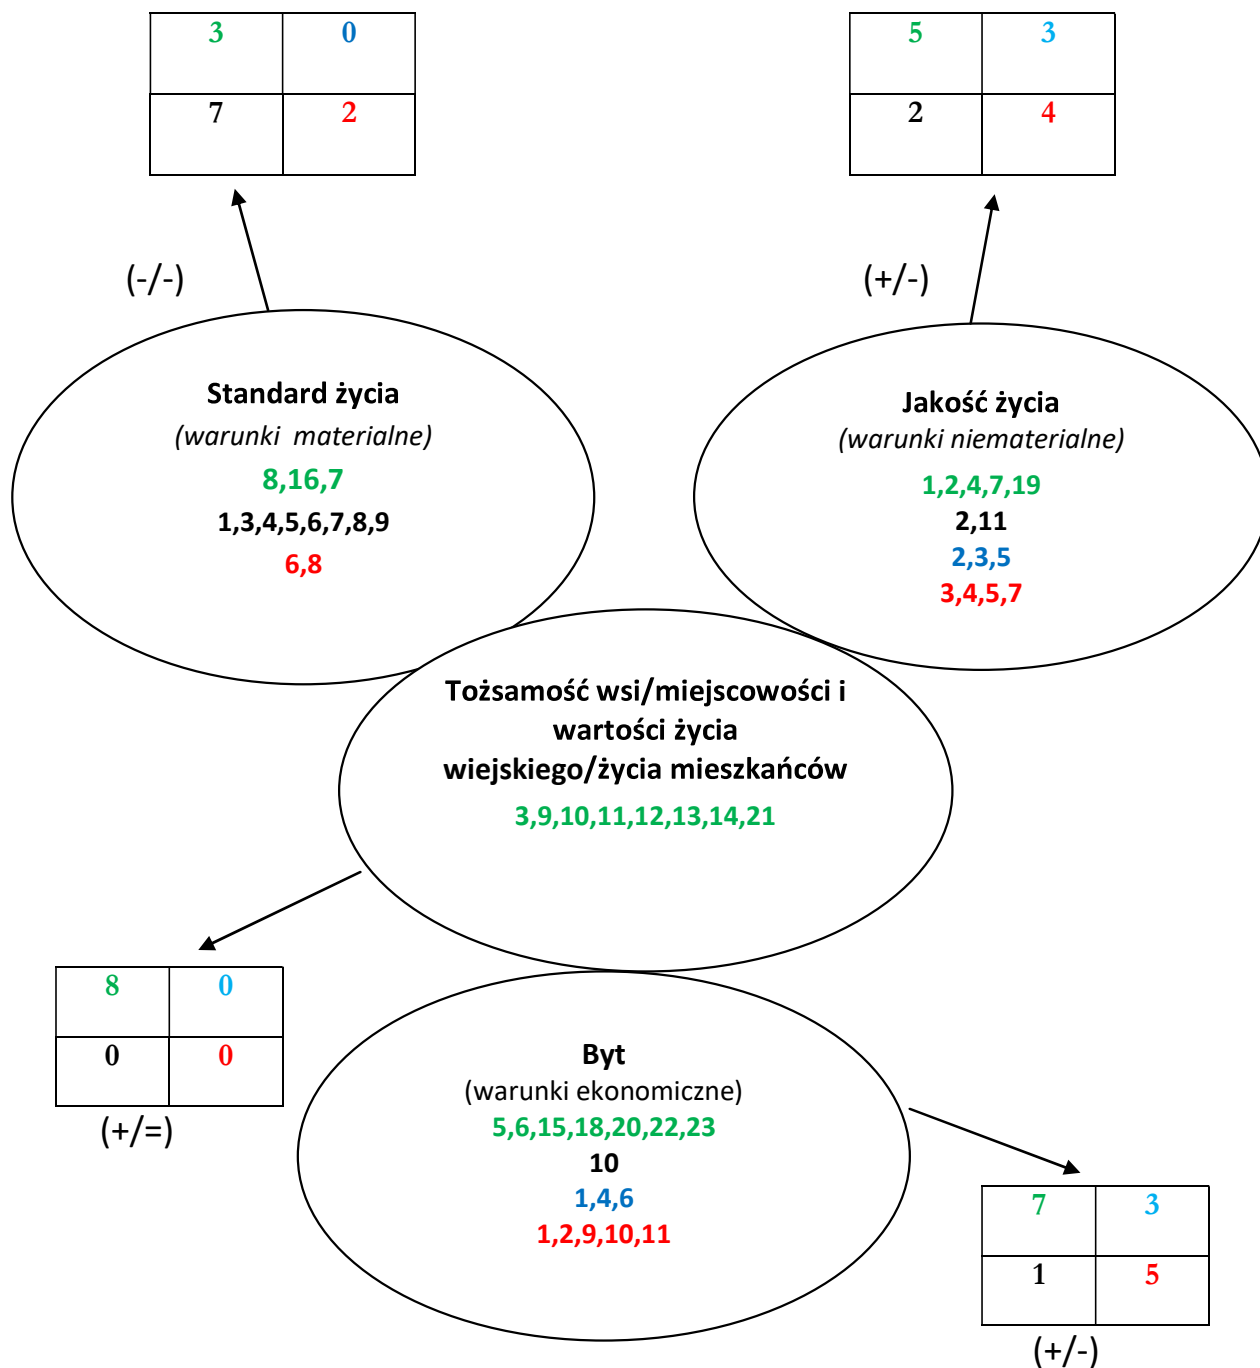 3 0
7 2
5 3
2 4
(-/-)
(+/-)
Standard życia
(warunki materialne)
8,16,7
1,3,4,5,6,7,8,9
6,8
Jakość życia
(warunki niematerialne)
1,2,4,7,19
2,11
2,3,5
3,4,5,7
Tożsamość wsi/miejscowości i
wartości życia
wiejskiego/życia mieszkańców
3,9,10,11,12,13,14,21
8 0
0 0
(+/=)
Byt
(warunki ekonomiczne)
5,6,15,18,20,22,23
10
1,4,6
1,2,9,10,11
7 3
1 5
(+/-)